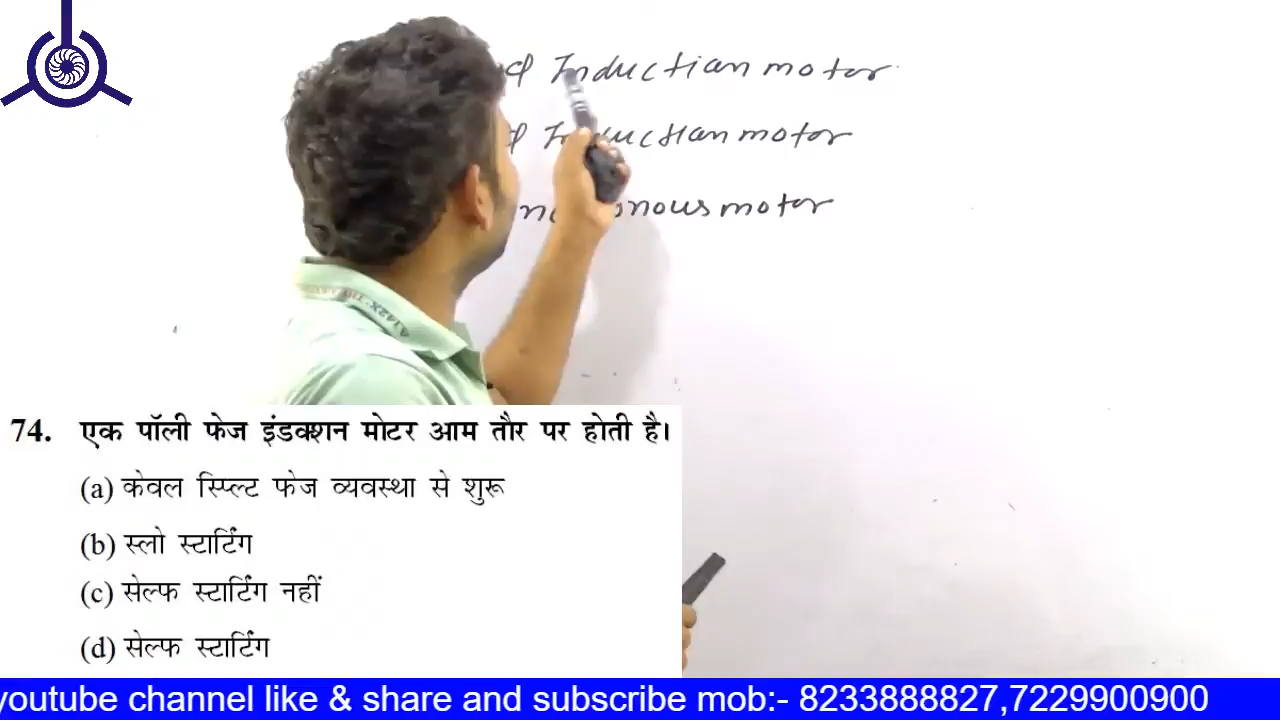 Induction motor
Induction motor
motor
74. एक पॉली फेज इंडक्शन मोटर आम तौर पर होती है।
(a) केवल स्प्लिट फेज व्यवस्था से शुरू
(b) स्लो स्टार्टिंग
(c) सेल्फ स्टार्टिंग नहीं
(d) सेल्फ स्टार्टिंग
youtube channel like & share and subscribe mob:- 8233888827,7229900900